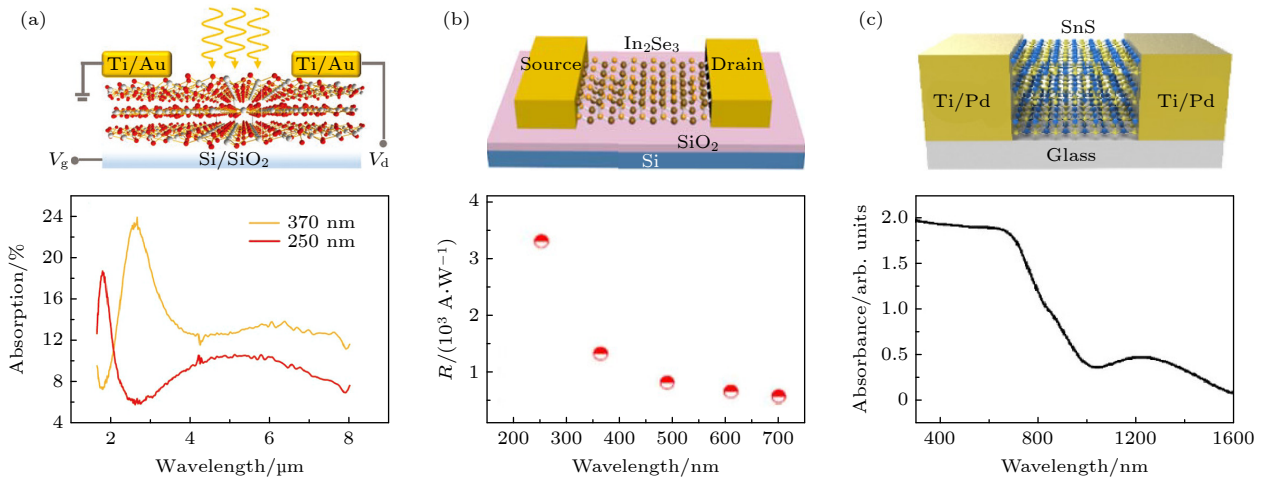 (a)
Ti/Au
Ti/Au
Vg
Si/SiO₂
Vd
24
20
16
12
8
4
370 nm
250 nm
Absorption/%
2
4
6
8
Wavelength/μm
(b)
In₂Se₃
Source
Drain
SiO₂
Si
4
3
2
1
R/(10³ A·W⁻¹)
200
300
400
500
600
700
Wavelength/nm
(c)
SnS
Ti/Pd
Ti/Pd
Glass
2.0
1.5
1.0
0.5
0
Absorbance/arb. units
400
800
1200
1600
Wavelength/nm